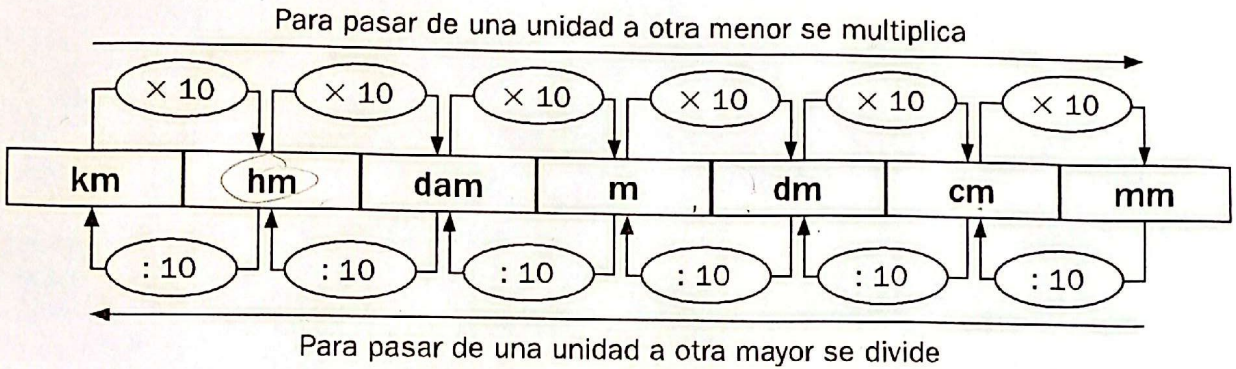 Para pasar de una unidad a otra menor se multiplica
× 10 × 10 × 10 × 10 × 10 × 10
km hm dam m dm cm mm
: 10 : 10 : 10 : 10 : 10 : 10
Para pasar de una unidad a otra mayor se divide